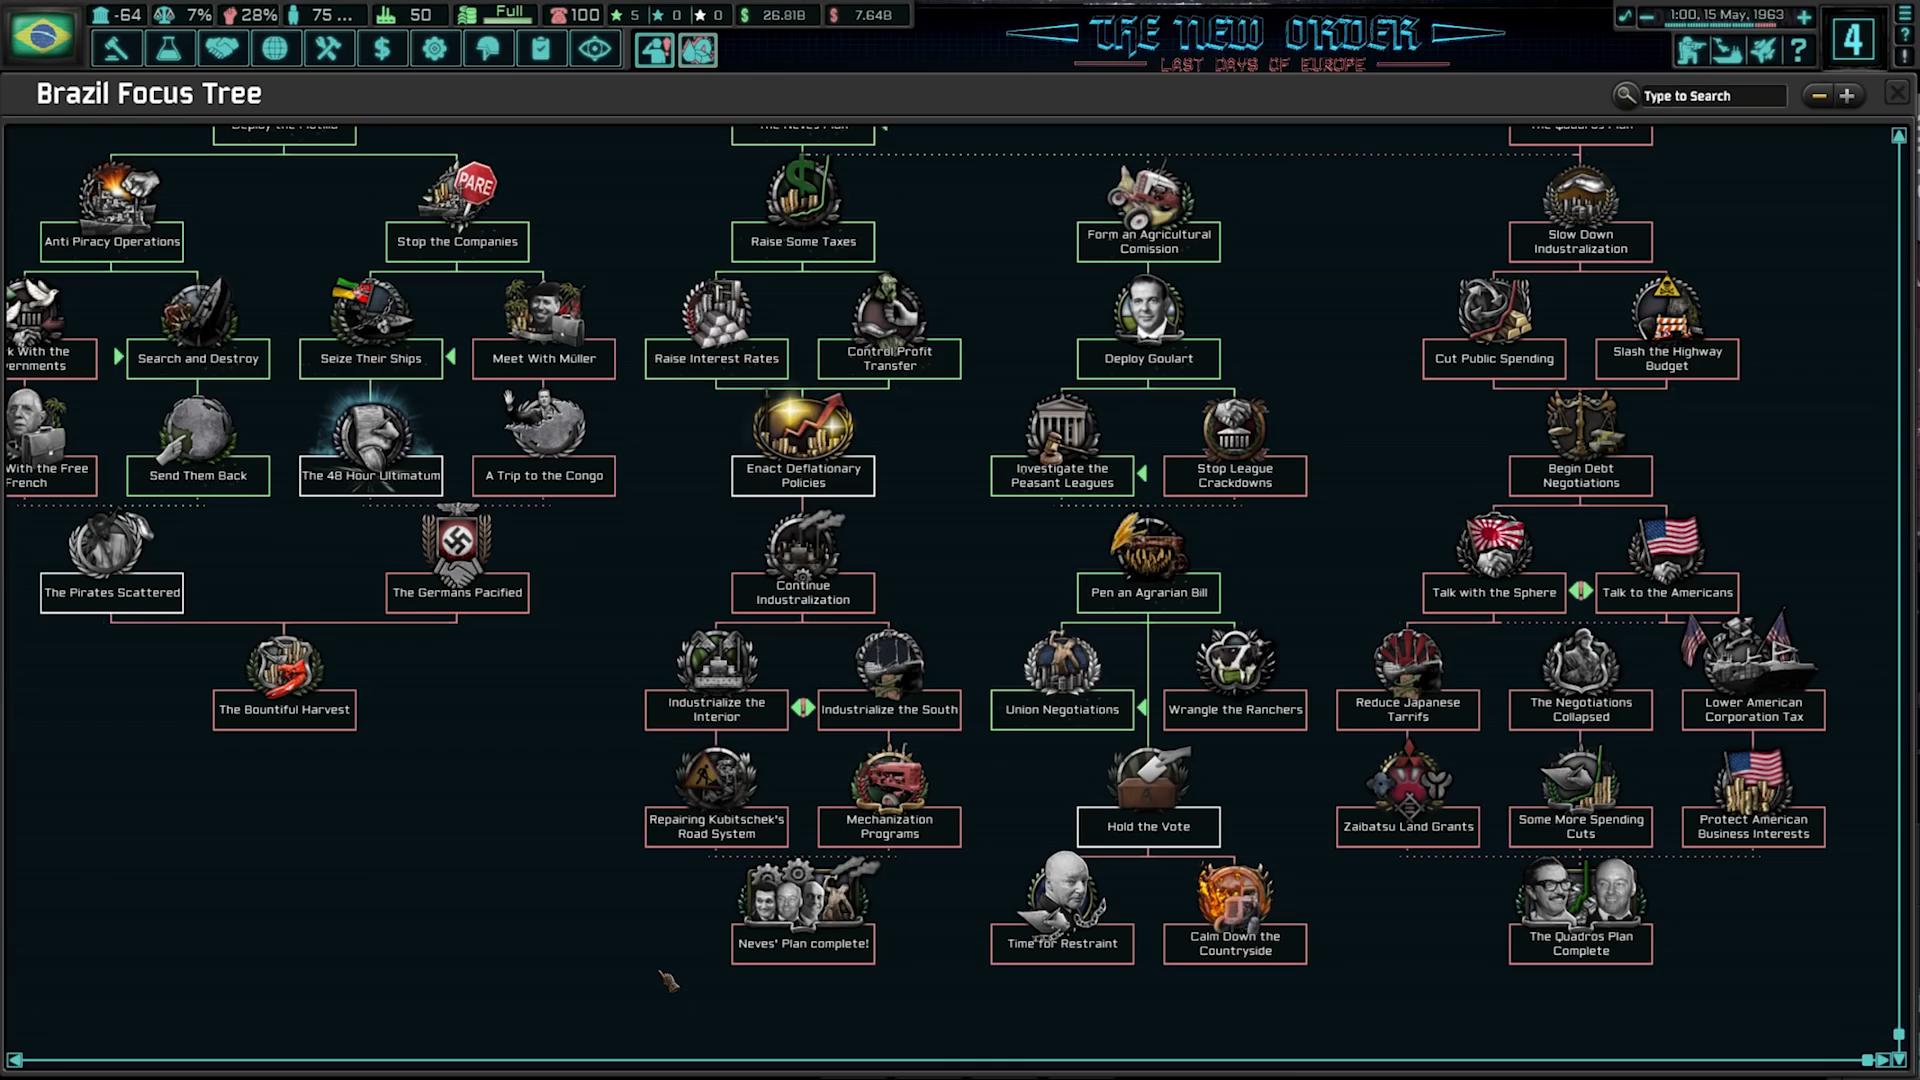 -64
7%
28%
75 ...
50
Full
100
5
0
0
26.81B
7.64B
THE NEW ORDER
LAST DAYS OF EUROPE
1:00, 15 May, 1963
4
Brazil Focus Tree
Type to Search
PARE
Anti Piracy Operations
Stop the Companies
Raise Some Taxes
Form an Agricultural
Comission
Slow Down
Industralization
k With the
vernments
Search and Destroy
Seize Their Ships
Meet With Müller
Raise Interest Rates
Control Profit
Transfer
Deploy Goulart
Cut Public Spending
Slash the Highway
Budget
With the Free
French
Send Them Back
The 48 Hour Ultimatum
A Trip to the Congo
Enact Deflationary
Policies
Investigate the
Peasant Leagues
Stop League
Crackdowns
Begin Debt
Negotiations
The Pirates Scattered
The Germans Pacified
Continue
Industralization
Pen an Agrarian Bill
Talk with the Sphere
Talk to the Americans
The Bountiful Harvest
Industrialize the
Interior
Industrialize the South
Union Negotiations
Wrangle the Ranchers
Reduce Japanese
Tarrifs
The Negotiations
Collapsed
Lower American
Corporation Tax
Repairing Kubitschek's
Road System
Mechanization
Programs
Hold the Vote
Zaibatsu Land Grants
Some More Spending
Cuts
Protect American
Business Interests
Neves' Plan complete!
Time for Restraint
Calm Down the
Countryside
The Quadros Plan
Complete